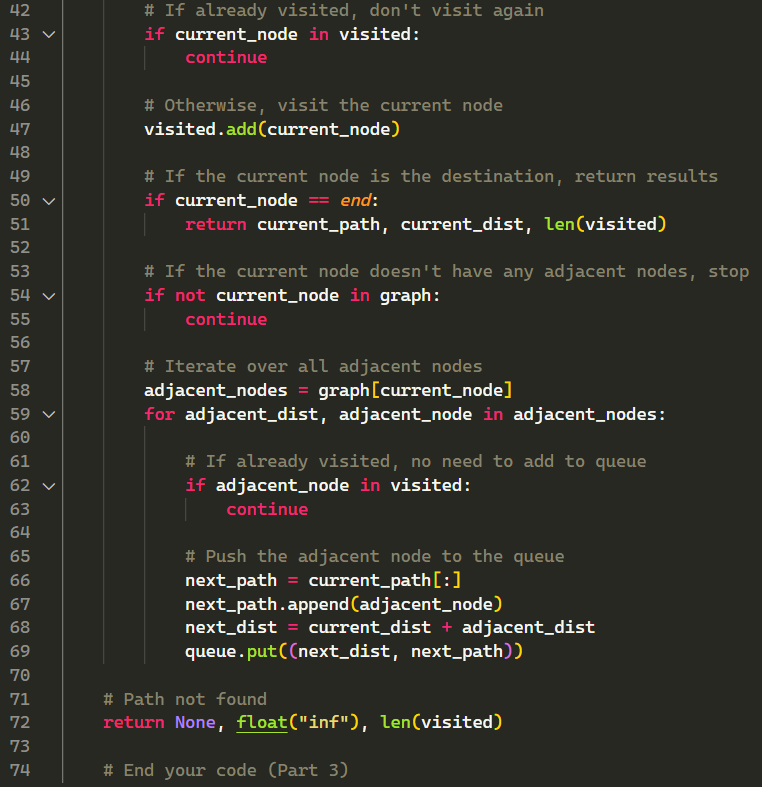 42 # If already visited, don't visit again
43 if current_node in visited:
44 continue
45
46 # Otherwise, visit the current node
47 visited.add(current_node)
48
49 # If the current node is the destination, return results
50 if current_node == end:
51 return current_path, current_dist, len(visited)
52
53 # If the current node doesn't have any adjacent nodes, stop
54 if not current_node in graph:
55 continue
56
57 # Iterate over all adjacent nodes
58 adjacent_nodes = graph[current_node]
59 for adjacent_dist, adjacent_node in adjacent_nodes:
60
61 # If already visited, no need to add to queue
62 if adjacent_node in visited:
63 continue
64
65 # Push the adjacent node to the queue
66 next_path = current_path[:]
67 next_path.append(adjacent_node)
68 next_dist = current_dist + adjacent_dist
69 queue.put((next_dist, next_path))
70
71 # Path not found
72 return None, float("inf"), len(visited)
73
74 # End your code (Part 3)